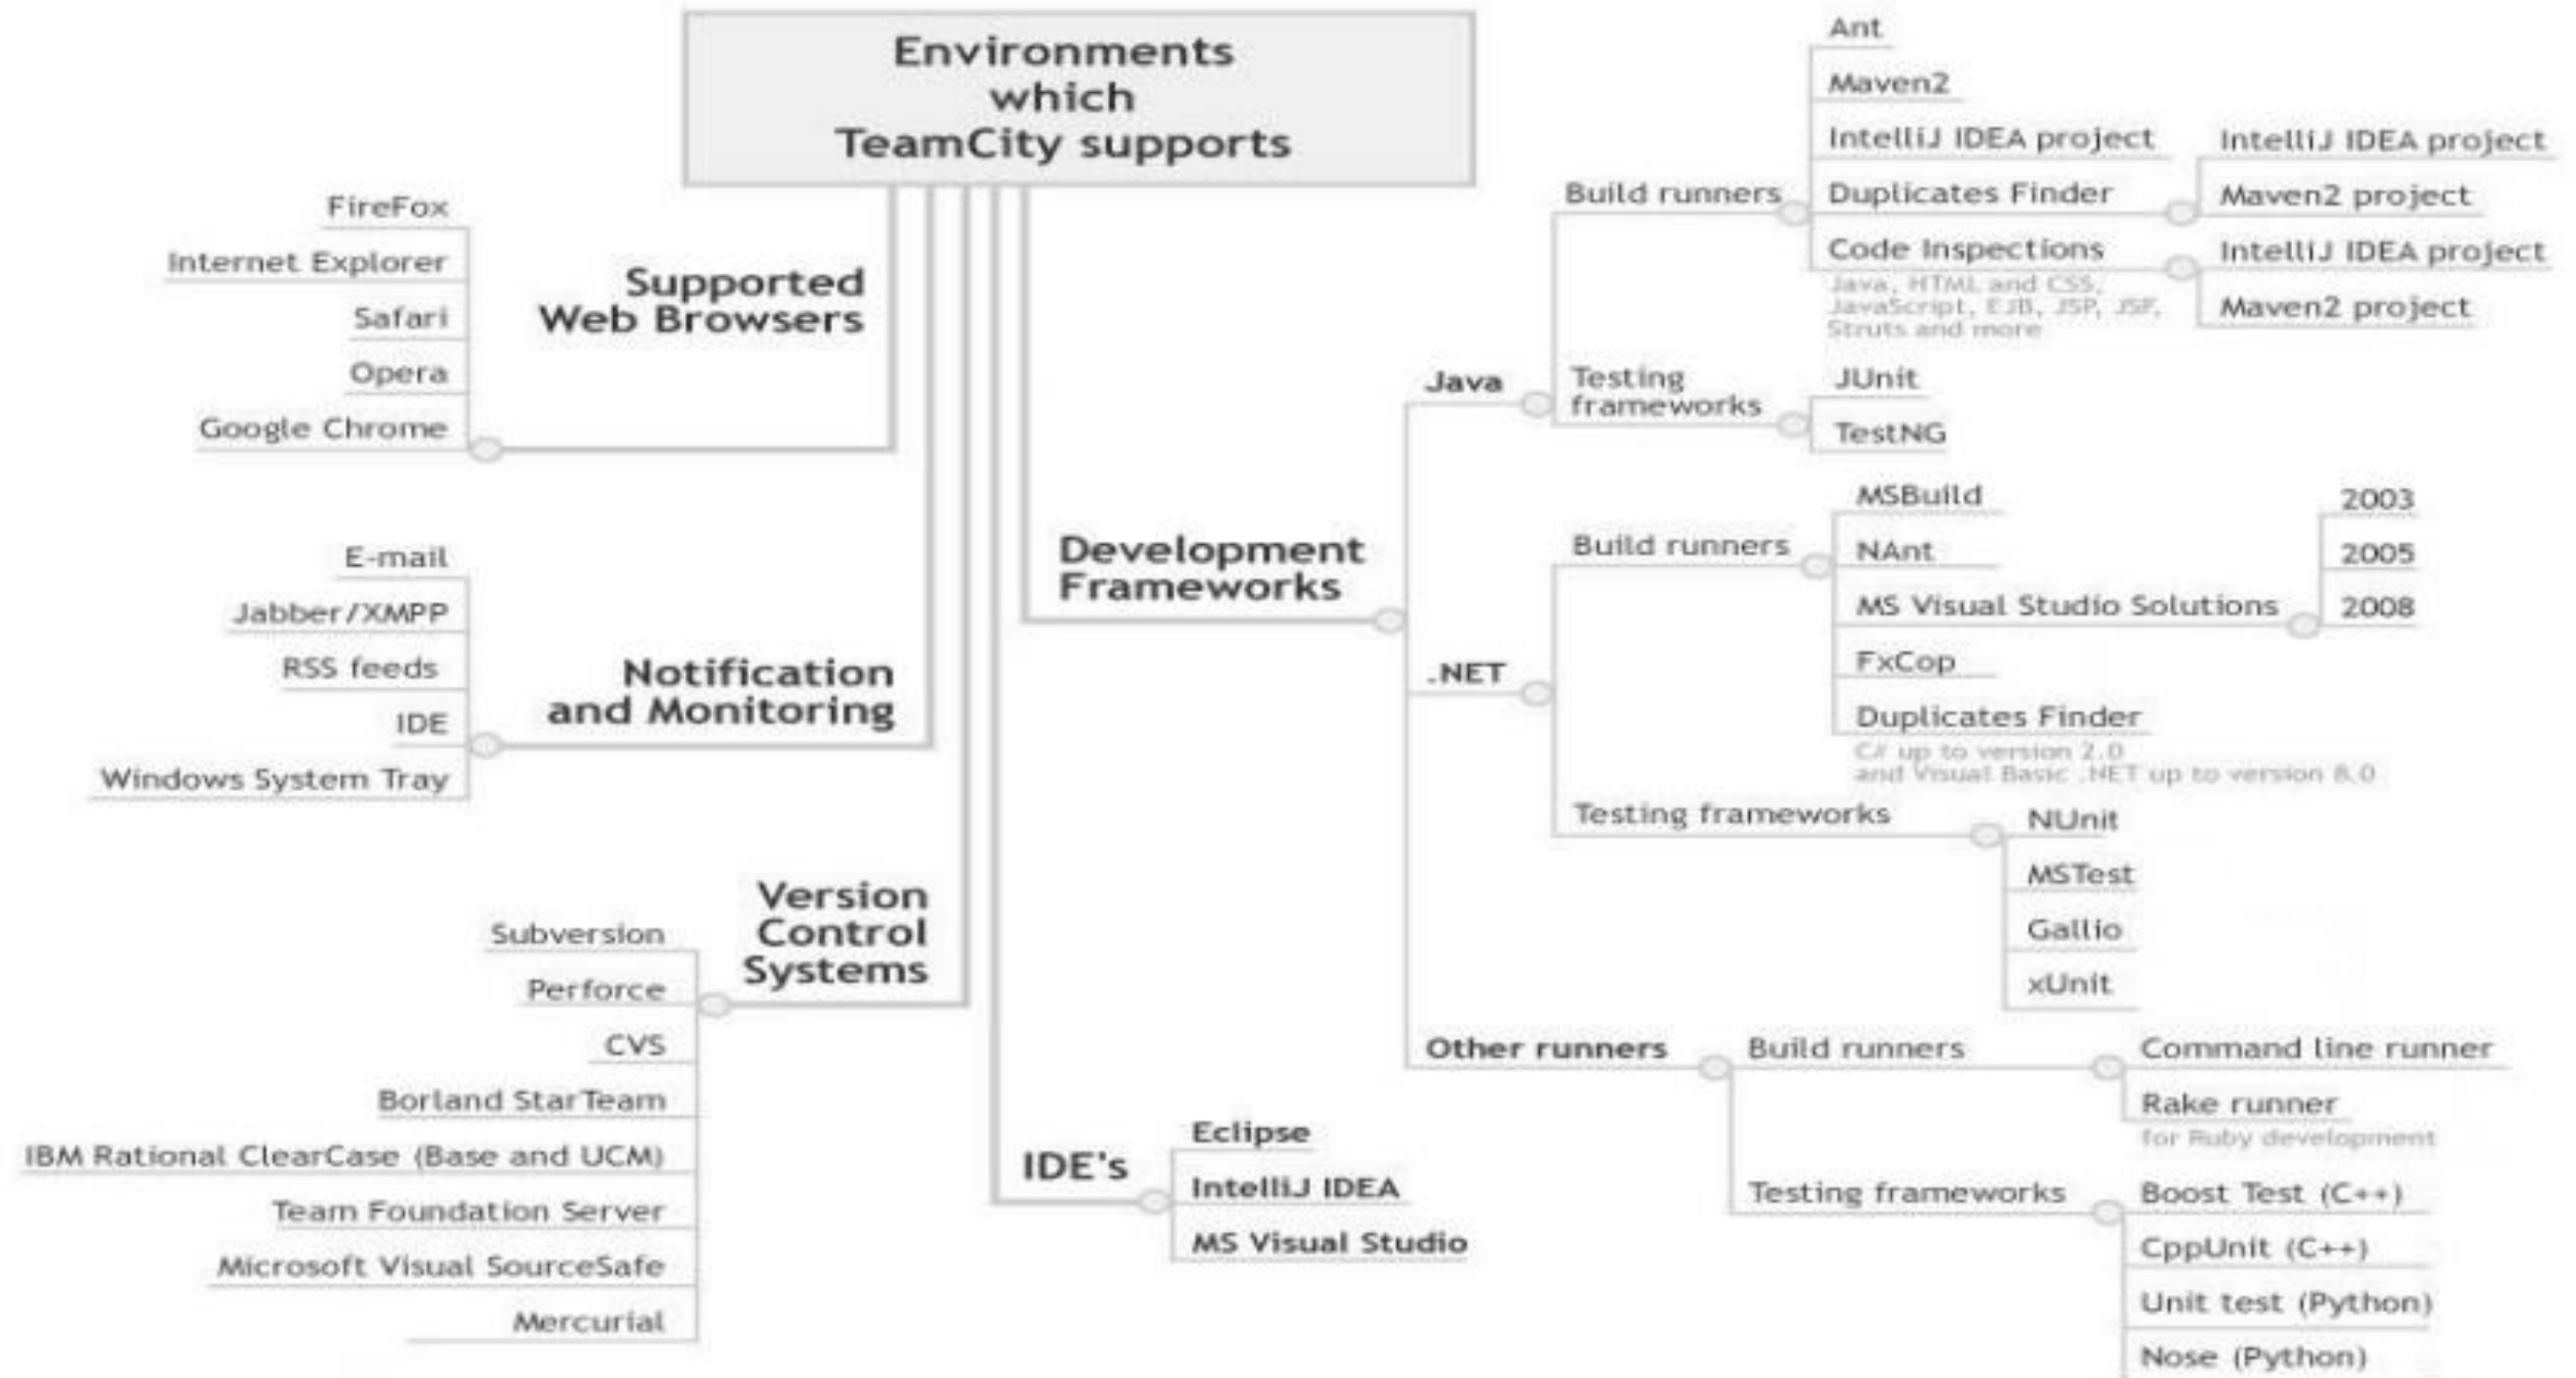 Environments
which
TeamCity supports
FireFox
Internet Explorer
Safari
Opera
Google Chrome
Supported
Web Browsers
E-mail
Jabber/XMPP
RSS feeds
IDE
Windows System Tray
Notification
and Monitoring
Subversion
Perforce
CVS
Borland StarTeam
IBM Rational ClearCase (Base and UCM)
Team Foundation Server
Microsoft Visual SourceSafe
Mercurial
Version
Control
Systems
IDE's
Eclipse
IntelliJ IDEA
MS Visual Studio
Development
Frameworks
Java
Build runners
Ant
Maven2
IntelliJ IDEA project
Duplicates Finder
IntelliJ IDEA project
Maven2 project
Code Inspections
Java, HTML and CSS,
JavaScript, EJB, JSP, JSF,
Struts and more
IntelliJ IDEA project
Maven2 project
Testing
frameworks
JUnit
TestNG
.NET
Build runners
MSBuild
NAnt
MS Visual Studio Solutions
2003
2005
2008
FxCop
Duplicates Finder
C# up to version 2.0
and Visual Basic .NET up to version 8.0
Testing frameworks
NUnit
MSTest
Gallio
xUnit
Other runners
Build runners
Command line runner
Rake runner
for Ruby development
Testing frameworks
Boost Test (C++)
CppUnit (C++)
Unit test (Python)
Nose (Python)